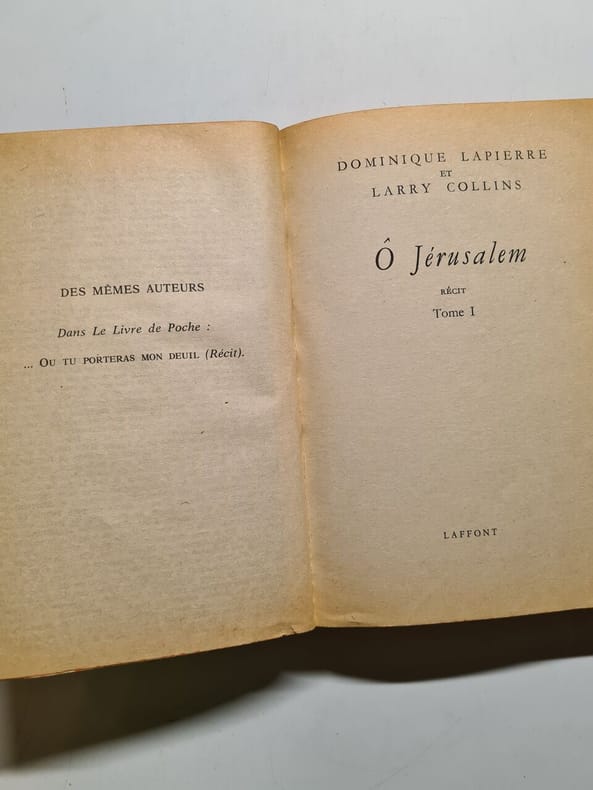 DES MÊMES AUTEURS
Dans Le Livre de Poche :
... OU TU PORTERAS MON DEUIL (Récit).
DOMINIQUE LAPIERRE
ET
LARRY COLLINS
Ô Jérusalem
RÉCIT
Tome I
LAFFONT